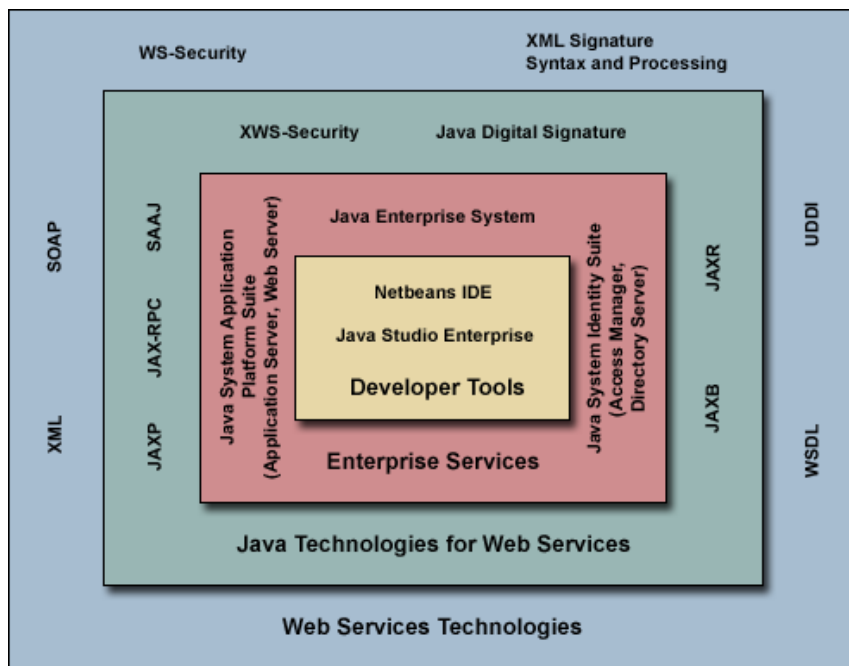 WS-Security
XML Signature
Syntax and Processing
XWS-Security
Java Digital Signature
SOAP
XML
SAAJ
JAX-RPC
JAXP
Java System Application
Platform Suite
(Application Server, Web Server)
Java Enterprise System
Netbeans IDE
Java Studio Enterprise
Developer Tools
Java System Identity Suite
(Access Manager,
Directory Server)
Enterprise Services
JAXR
JAXB
UDDI
WSDL
Java Technologies for Web Services
Web Services Technologies